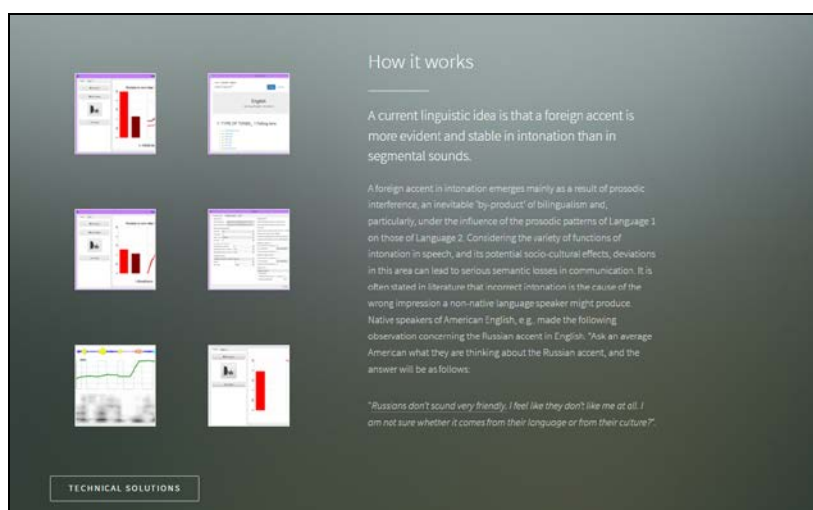 How it works
A current linguistic idea is that a foreign accent is
more evident and stable in intonation than in
segmental sounds.
A foreign accent in intonation emerges mainly as a result of prosodic
interference, an inevitable 'by-product' of bilingualism and,
particularly, under the influence of the prosodic patterns of Language 1
on those of Language 2. Considering the variety of functions of
intonation in speech, and its potential socio-cultural effects, deviations
in this area can lead to serious semantic losses in communication. It is
often stated in literature that incorrect intonation is the cause of the
wrong impression a non-native language speaker might produce.
Native speakers of American English, e.g., made the following
observation concerning the Russian accent in English: "Ask an average
American what they are thinking about the Russian accent, and the
answer will be as follows:
"Russians don't sound very friendly. I feel like they don't like me at all. I
am not sure whether it comes from their language or from their culture?".
English
TECHNICAL SOLUTIONS